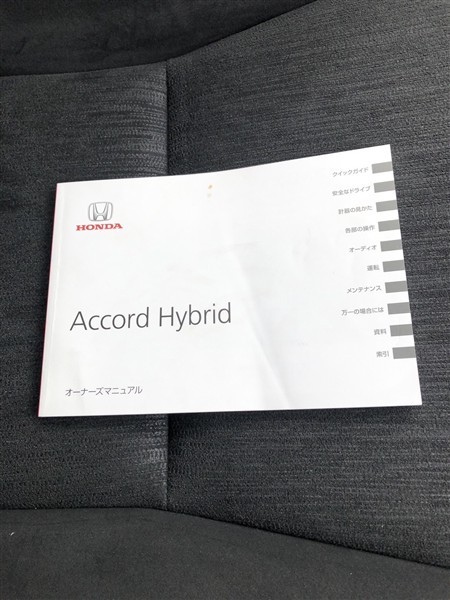 HONDA
Accord Hybrid
オーナーズマニュアル
クイックガイド
安全なドライブ
計器の見かた
各部の操作
オーディオ
運転
メンテナンス
万一の場合には
資料
索引